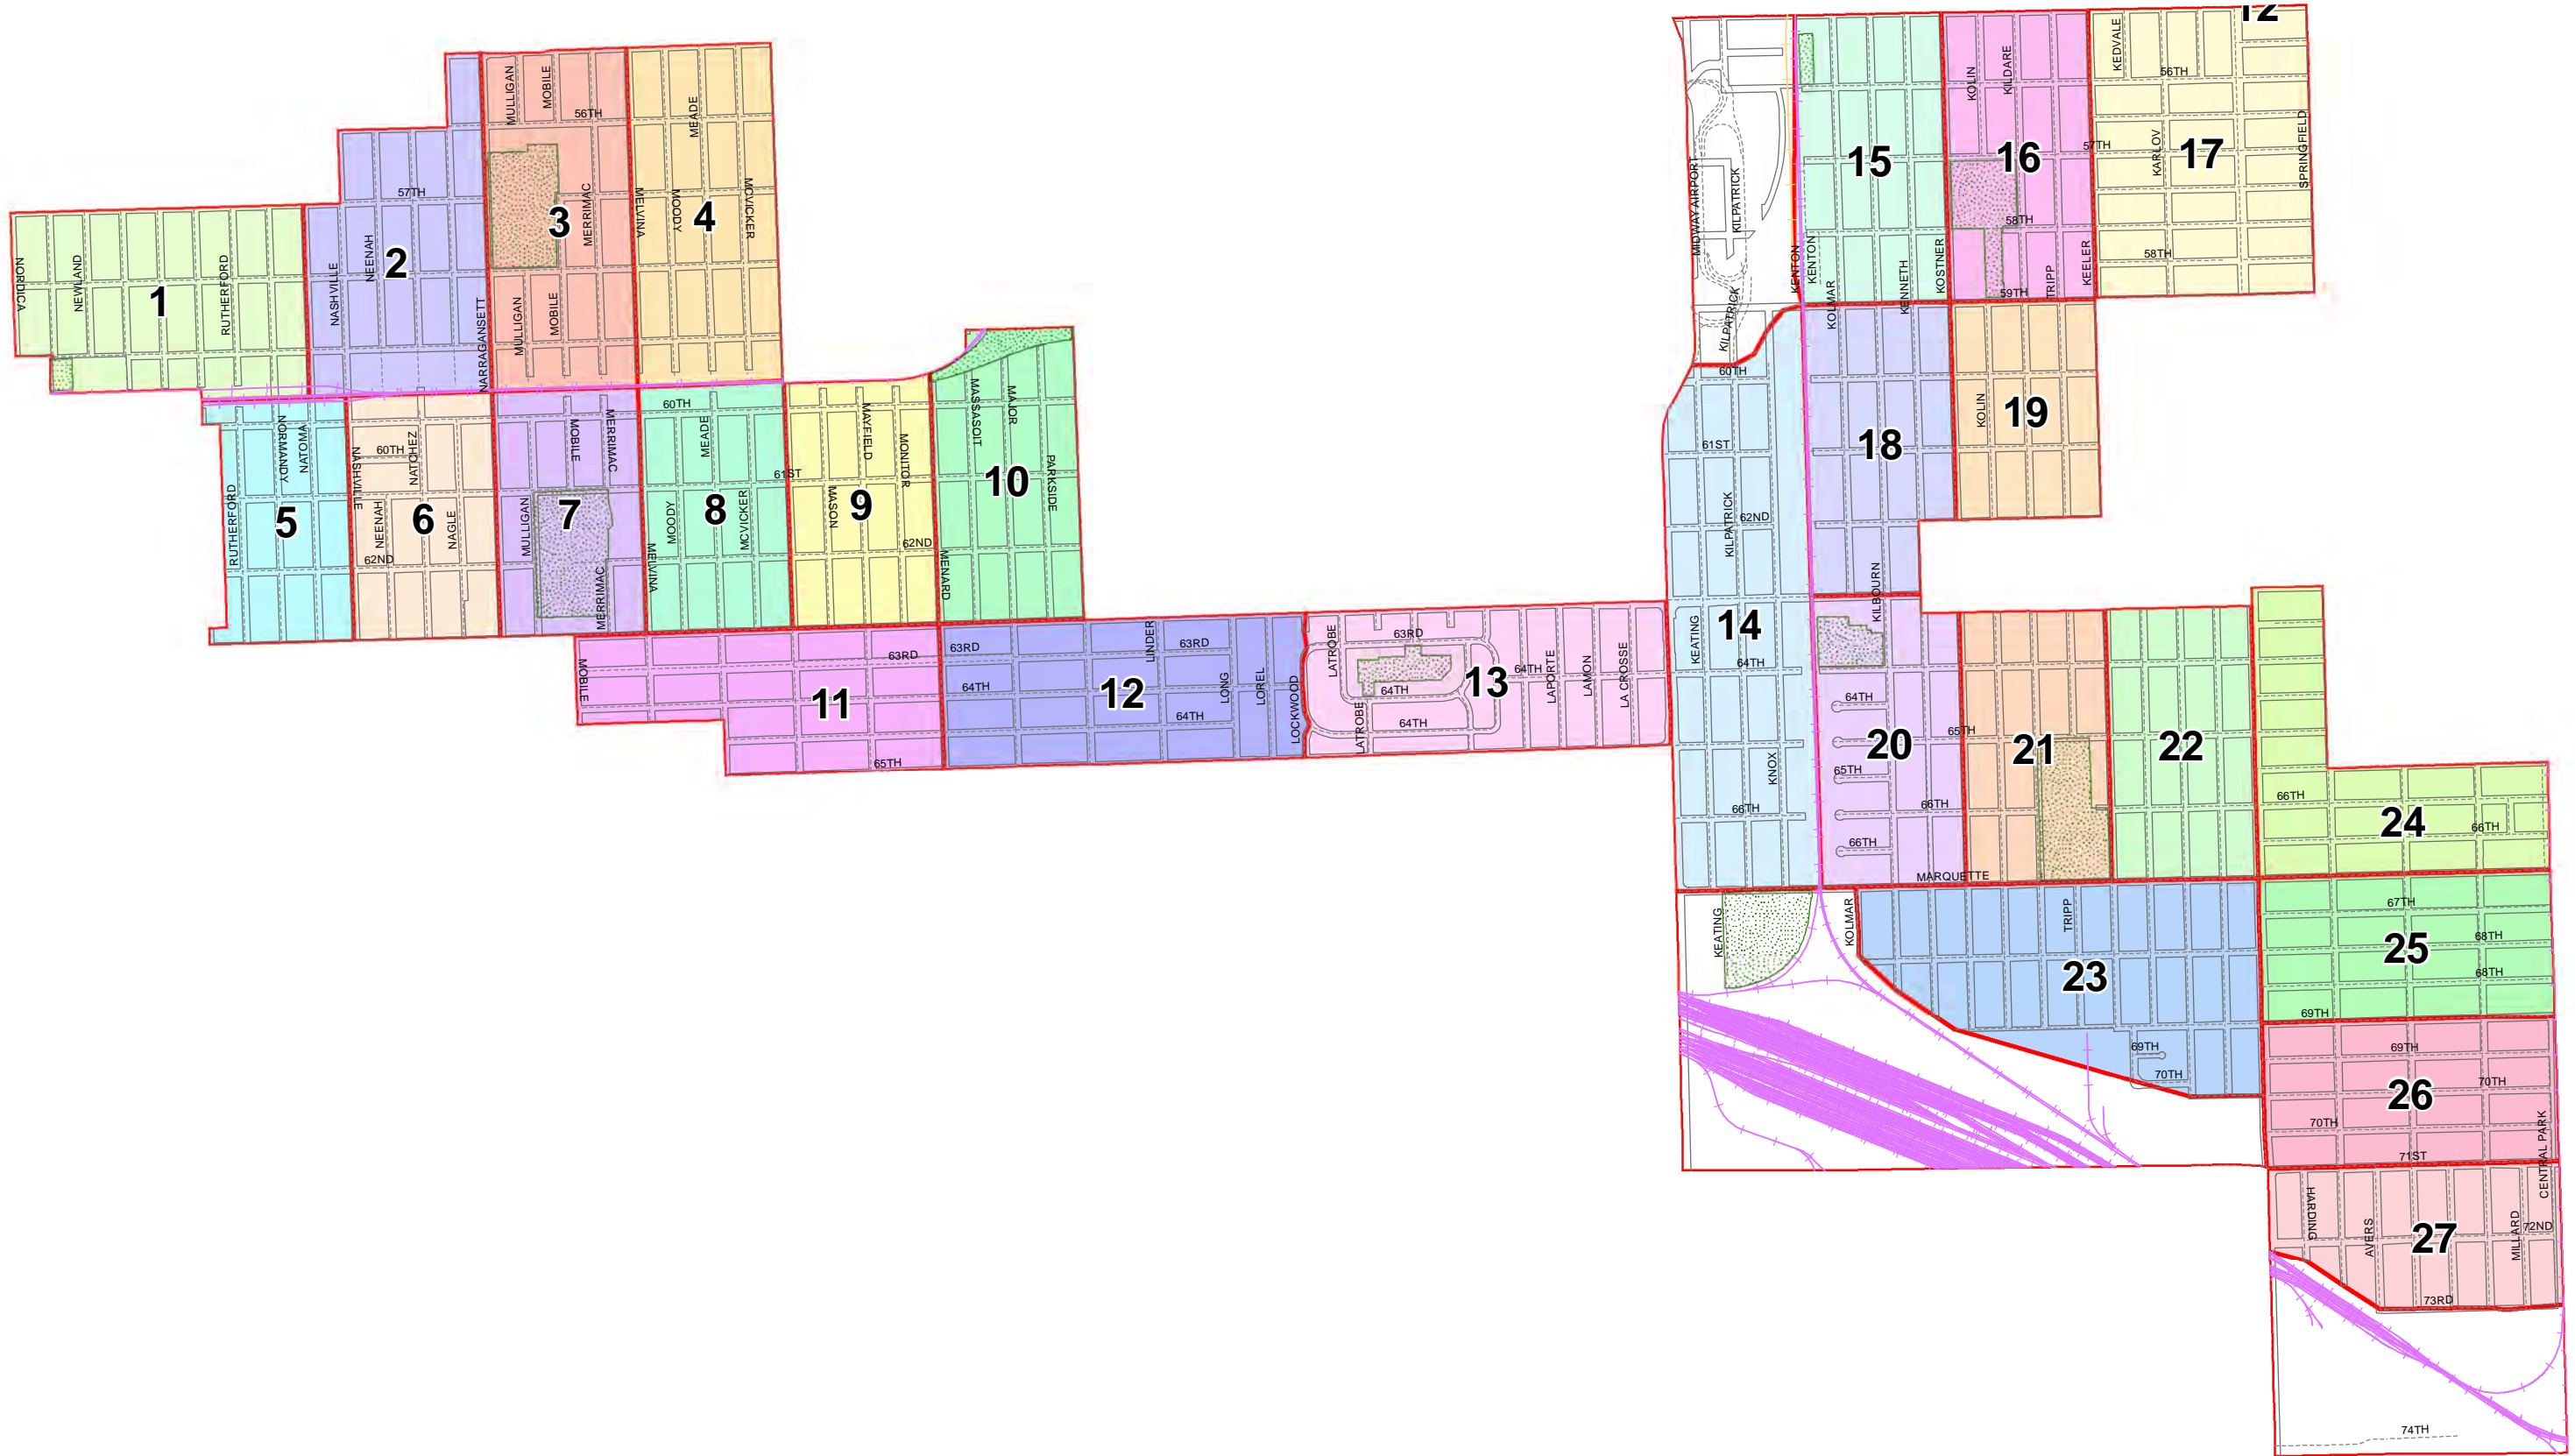 12
KEDVALE
KOLIN
KILDARE
56TH
MULLIGAN
MOBILE
56TH
MEADE
KARLOV
57TH
SPRINGFIELD
15
16
17
MIDWAY AIRPORT
KILPATRICK
57TH
NEENAH
2
3
MERRIMAC
MELVINA
MOODY
4
MCVICKER
58TH
58TH
NORDICA
NEWLAND
1
RUTHERFORD
NASHVILLE
NARRAGANSETT
MULLIGAN
MOBILE
KENTON
KENTON
KOLMAR
KENNETH
KOSTNER
59TH
TRIPP
KEELER
KILPATRICK
60TH
60TH
MASSASOIT
MAJOR
NORMANDY
NATOMA
NASHVILLE
60TH
NATCHEZ
MOBILE
MERRIMAC
MEADE
61ST
MAYFIELD
MONITOR
PARKSIDE
61ST
18
KOLIN
19
RUTHERFORD
5
NEENAH
6
NAGLE
MULLIGAN
7
MOODY
8
MCVICKER
MASON
9
10
KILPATRICK
62ND
62ND
MERRIMAC
MELVINA
62ND
MENARD
KILBOURN
MOBILE
63RD
11
65TH
63RD
64TH
12
LINDER
63RD
64TH
LONG
LOREL
LOCKWOOD
LATROBE
63RD
64TH
LATROBE
64TH
13
64TH
LAPORTE
LAMON
LA CROSSE
KEATING
14
64TH
KNOX
66TH
64TH
20
65TH
65TH
66TH
66TH
21
22
66TH
24
66TH
MARQUETTE
KEATING
KOLMAR
TRIPP
23
67TH
68TH
25
68TH
69TH
69TH
70TH
69TH
70TH
26
70TH
71ST
CENTRAL PARK
HARDING
AVERS
27
MILLARD
72ND
73RD
74TH